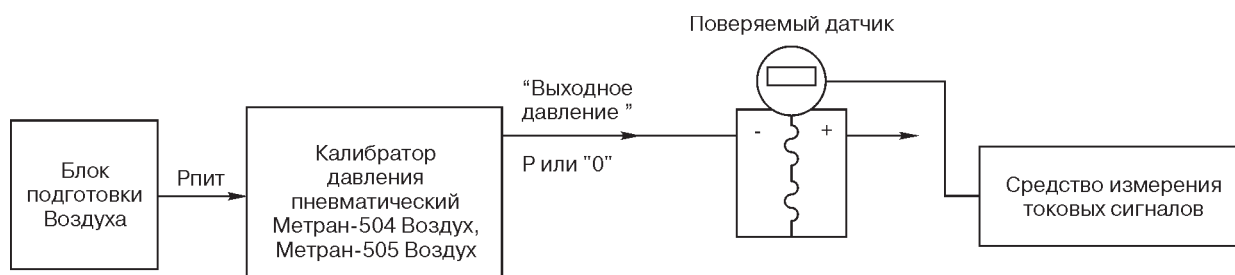 Поверяемый датчик
“Выходное
давление ”
Р или "0"
- +
Блок
подготовки
Воздуха
Рпит
Калибратор
давления
пневматический
Метран-504 Воздух,
Метран-505 Воздух
Средство измерения
токовых сигналов